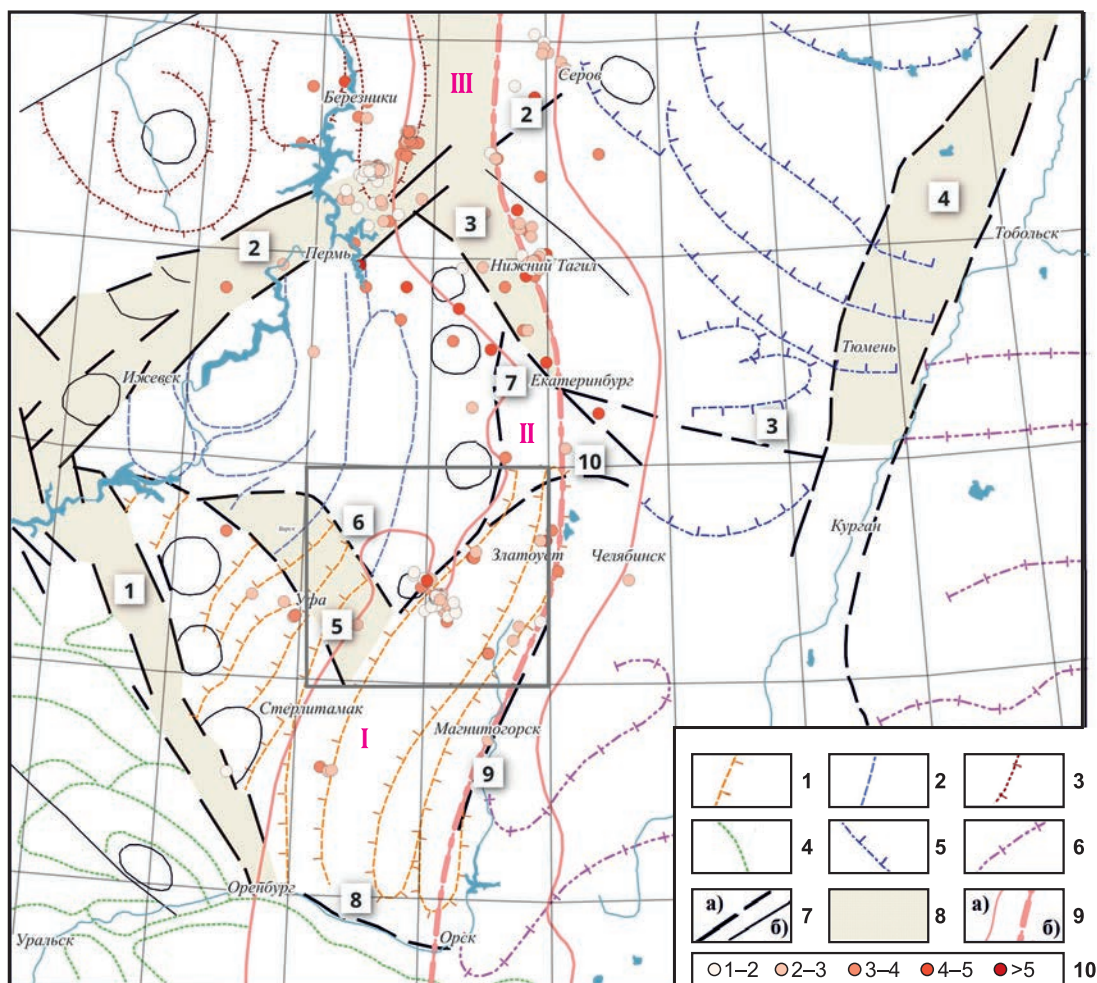 III
Серов
Березники
2
4
3
Тобольск
2
Пермь
Нижний Тагил
Тюмень
Ижевск
7
Екатеринбург
II
3
10
6
Курган
Златоуст
Челябинск
1
Уфа
5
Стерлитамак
I
Магнитогорск
9
Оренбург
8
Уральск
Орск
1
2
3
4
5
6
а)
б)
7
8
а)
б)
9
1–2
2–3
3–4
4–5
>5
10